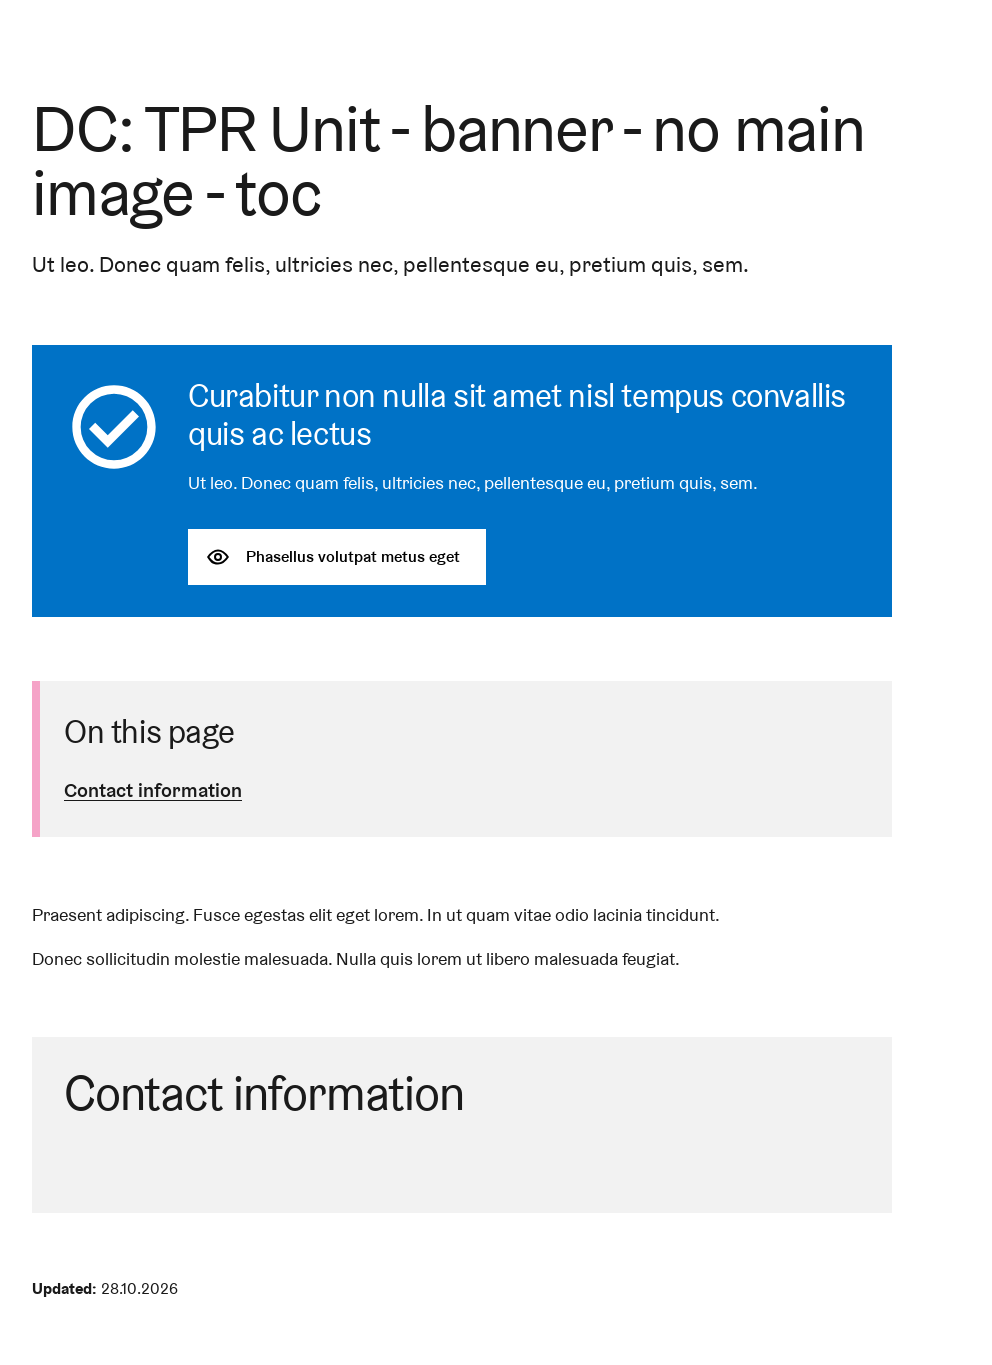 DC: TPR Unit - banner - no main
image - toc
Ut leo. Donec quam felis, ultricies nec, pellentesque eu, pretium quis, sem.
Curabitur non nulla sit amet nisl tempus convallis
quis ac lectus
Ut leo. Donec quam felis, ultricies nec, pellentesque eu, pretium quis, sem.
Phasellus volutpat metus eget
On this page
Contact information
Praesent adipiscing. Fusce egestas elit eget lorem. In ut quam vitae odio lacinia tincidunt.
Donec sollicitudin molestie malesuada. Nulla quis lorem ut libero malesuada feugiat.
Contact information
Updated: 28.10.2026